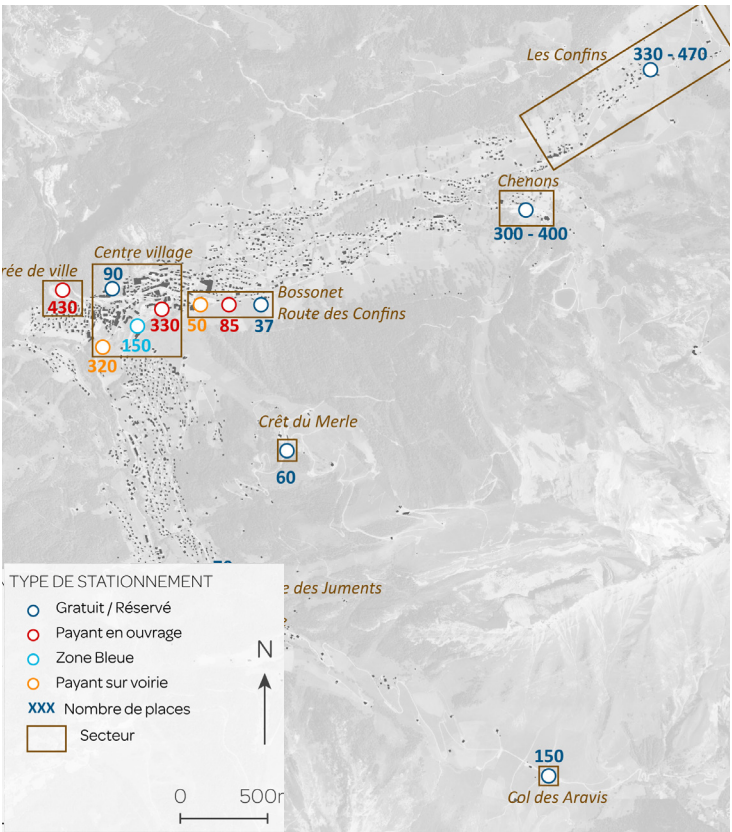 Les Confins
330 - 470
Chenons
300 - 400
Centre village
rée de ville
90
430
330
150
320
50
85
37
Bossonet
Route des Confins
Crêt du Merle
60
TYPE DE STATIONNEMENT
Gratuit / Réservé
Payant en ouvrage
Zone Bleue
Payant sur voirie
XXX Nombre de places
Secteur
N
0
500
e des Juments
150
Col des Aravis